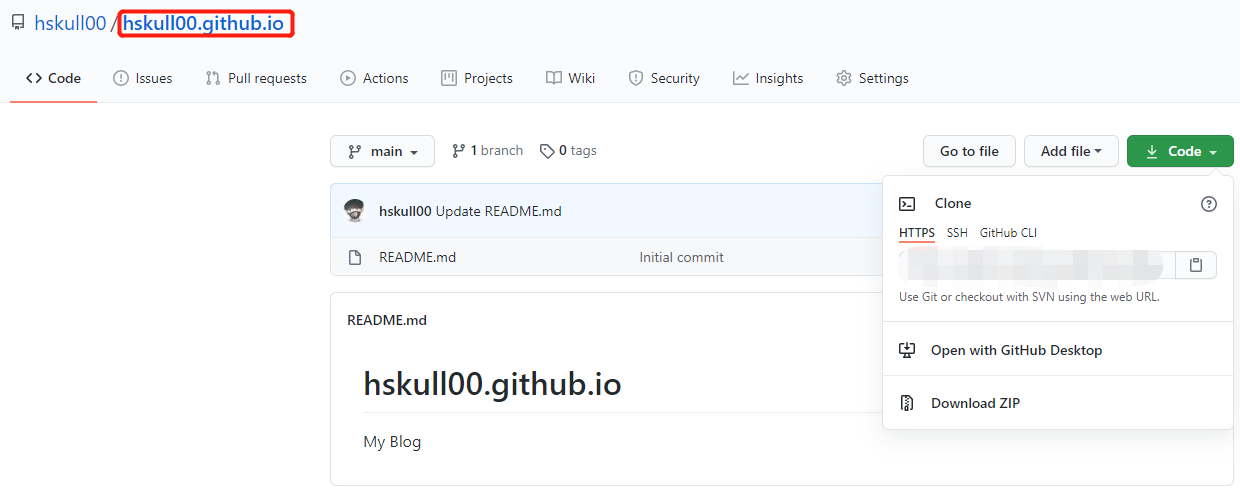 hskull00 / hskull00.github.io
Code Issues Pull requests Actions Projects Wiki Security Insights Settings
main 1 branch 0 tags Go to file Add file Code
hskull00 Update README.md
README.md Initial commit
Clone
HTTPS SSH GitHub CLI
Use Git or checkout with SVN using the web URL.
Open with GitHub Desktop
Download ZIP
README.md
hskull00.github.io
My Blog